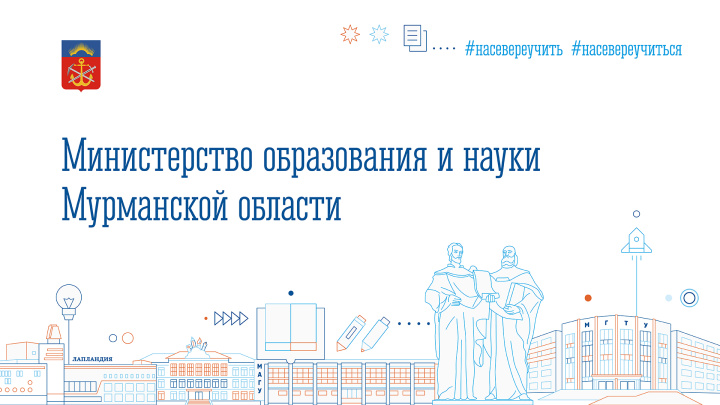 #насевереучить #насевереучиться
Министерство образования и науки
Мурманской области
ЛАПЛАНДИЯ
МАГУ
МГТУ